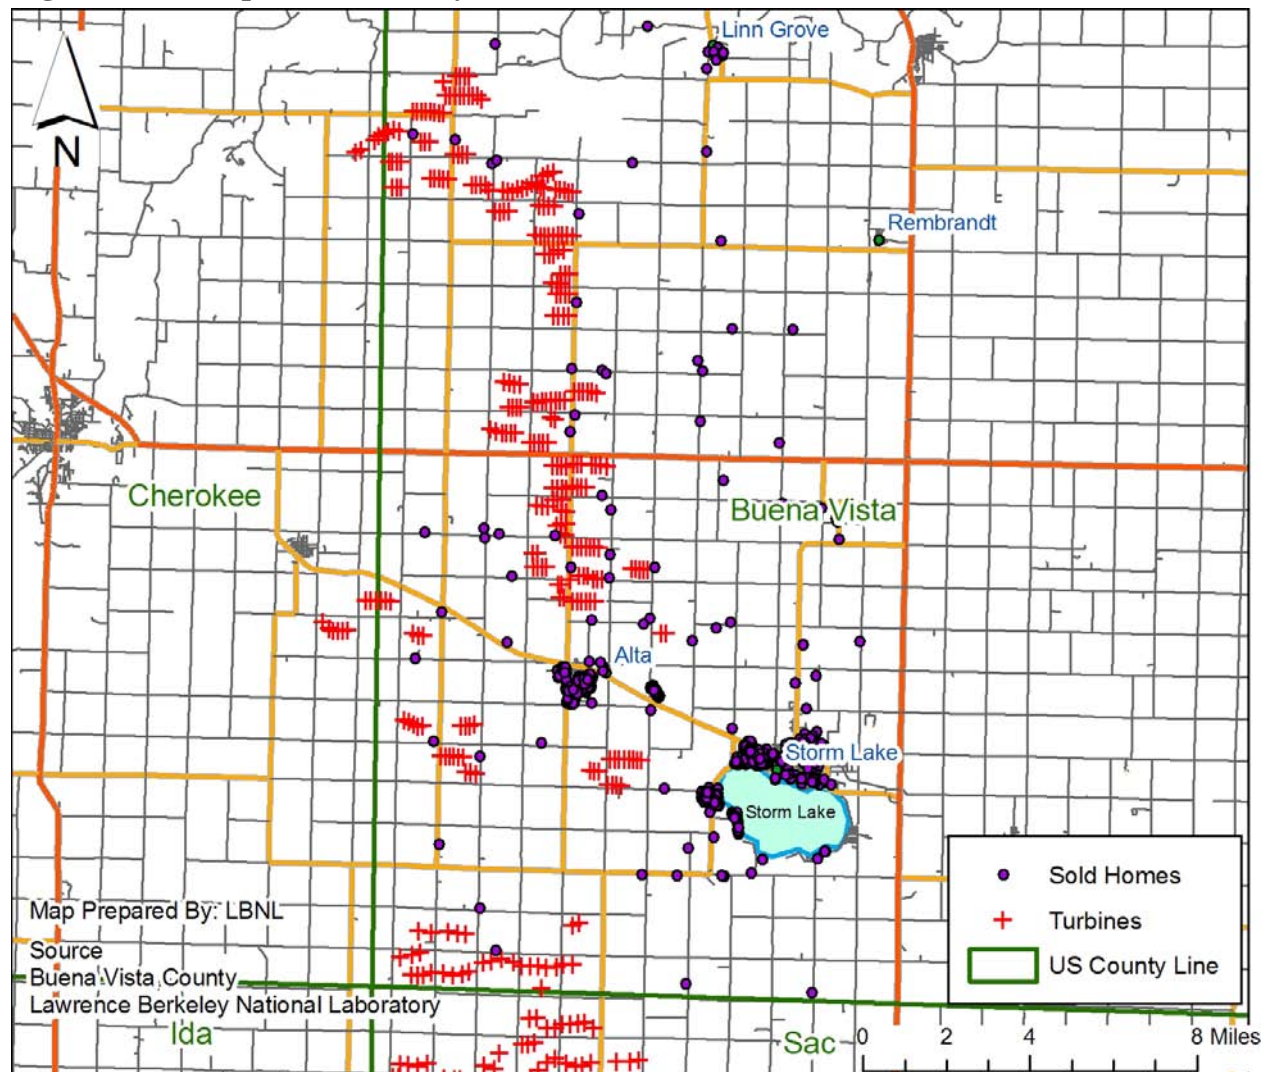 Linn Grove
N
Rembrandt
Cherokee
Buena Vista
Alta
Storm Lake
Storm Lake
Sold Homes
Turbines
US County Line
Map Prepared By: LBNL
Source
Buena Vista County
Lawrence Berkeley National Laboratory
Ida
Sac
0 2 4 8 Miles